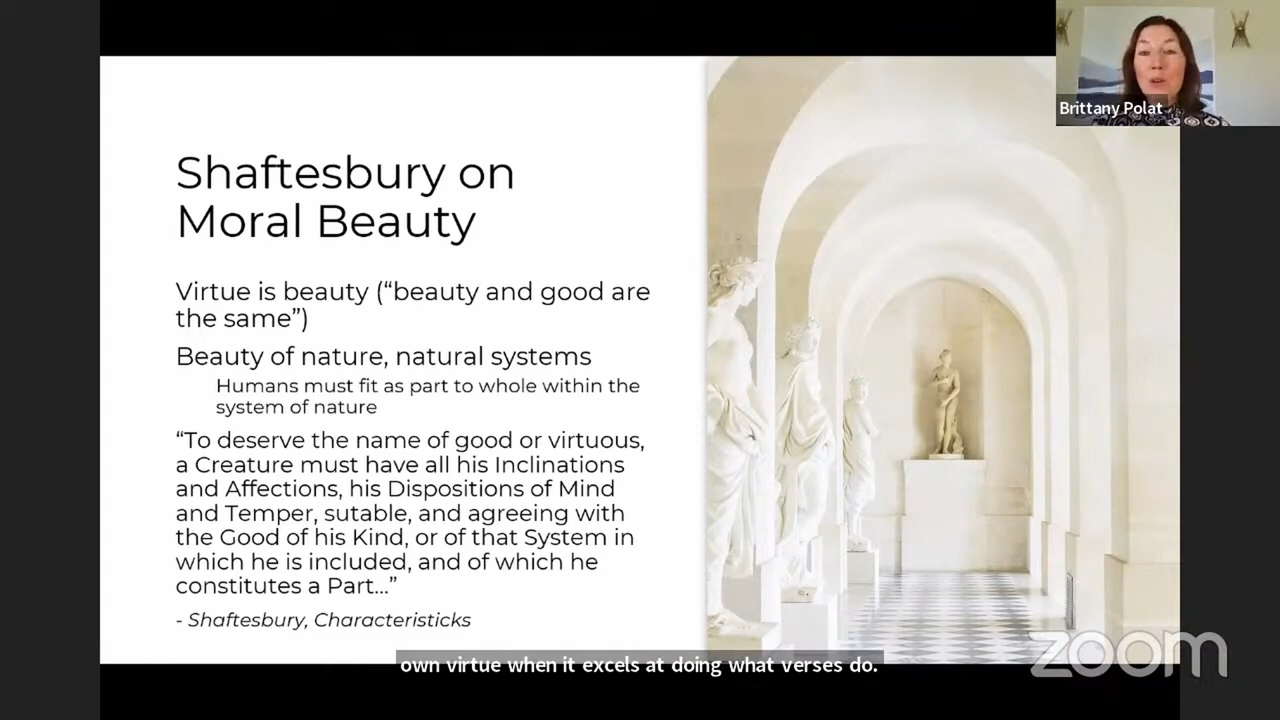 Brittany Polat
Shaftesbury on
Moral Beauty
Virtue is beauty (“beauty and good are
the same”)
Beauty of nature, natural systems
Humans must fit as part to whole within the
system of nature
“To deserve the name of good or virtuous,
a Creature must have all his Inclinations
and Affections, his Dispositions of Mind
and Temper, sutable, and agreeing with
the Good of his Kind, or of that System in
which he is included, and of which he
constitutes a Part...”
- Shaftesbury, Characteristicks
own virtue when it excels at doing what verses do.
zoom